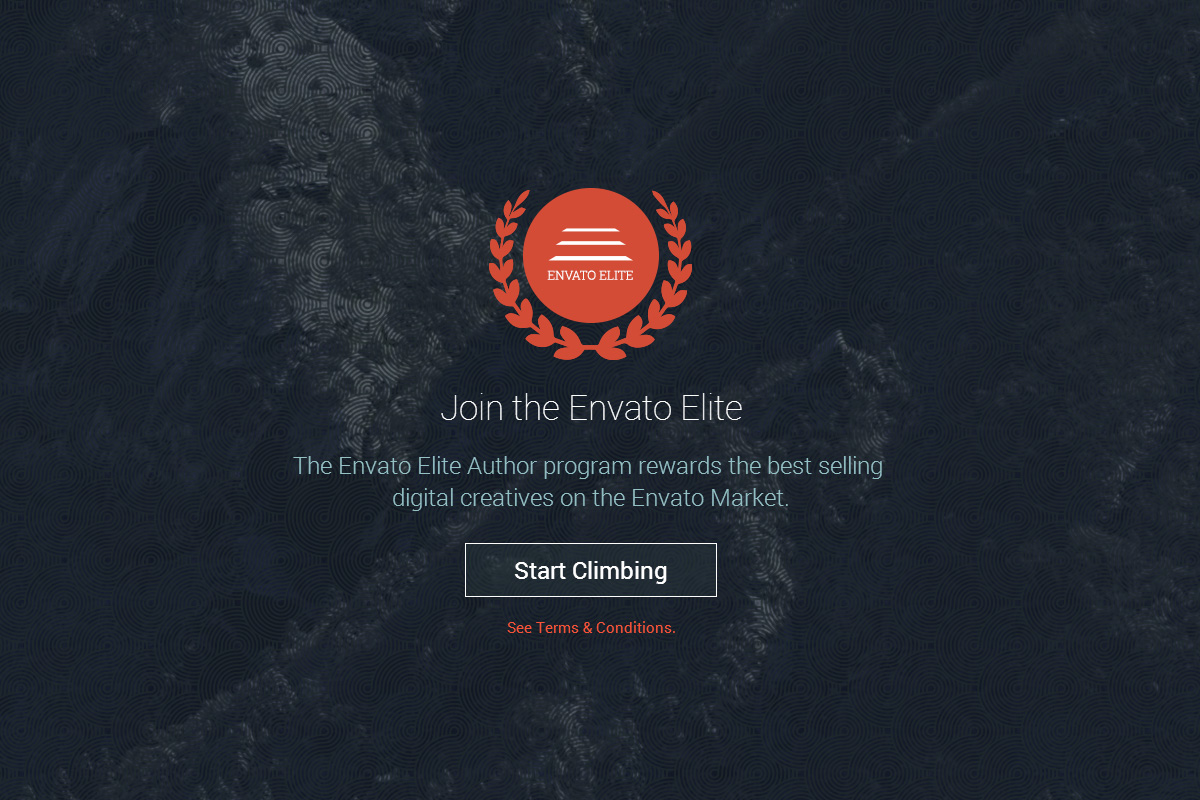 ENVATO ELITE
Join the Envato Elite
The Envato Elite Author program rewards the best selling
digital creatives on the Envato Market.
Start Climbing
See Terms & Conditions.